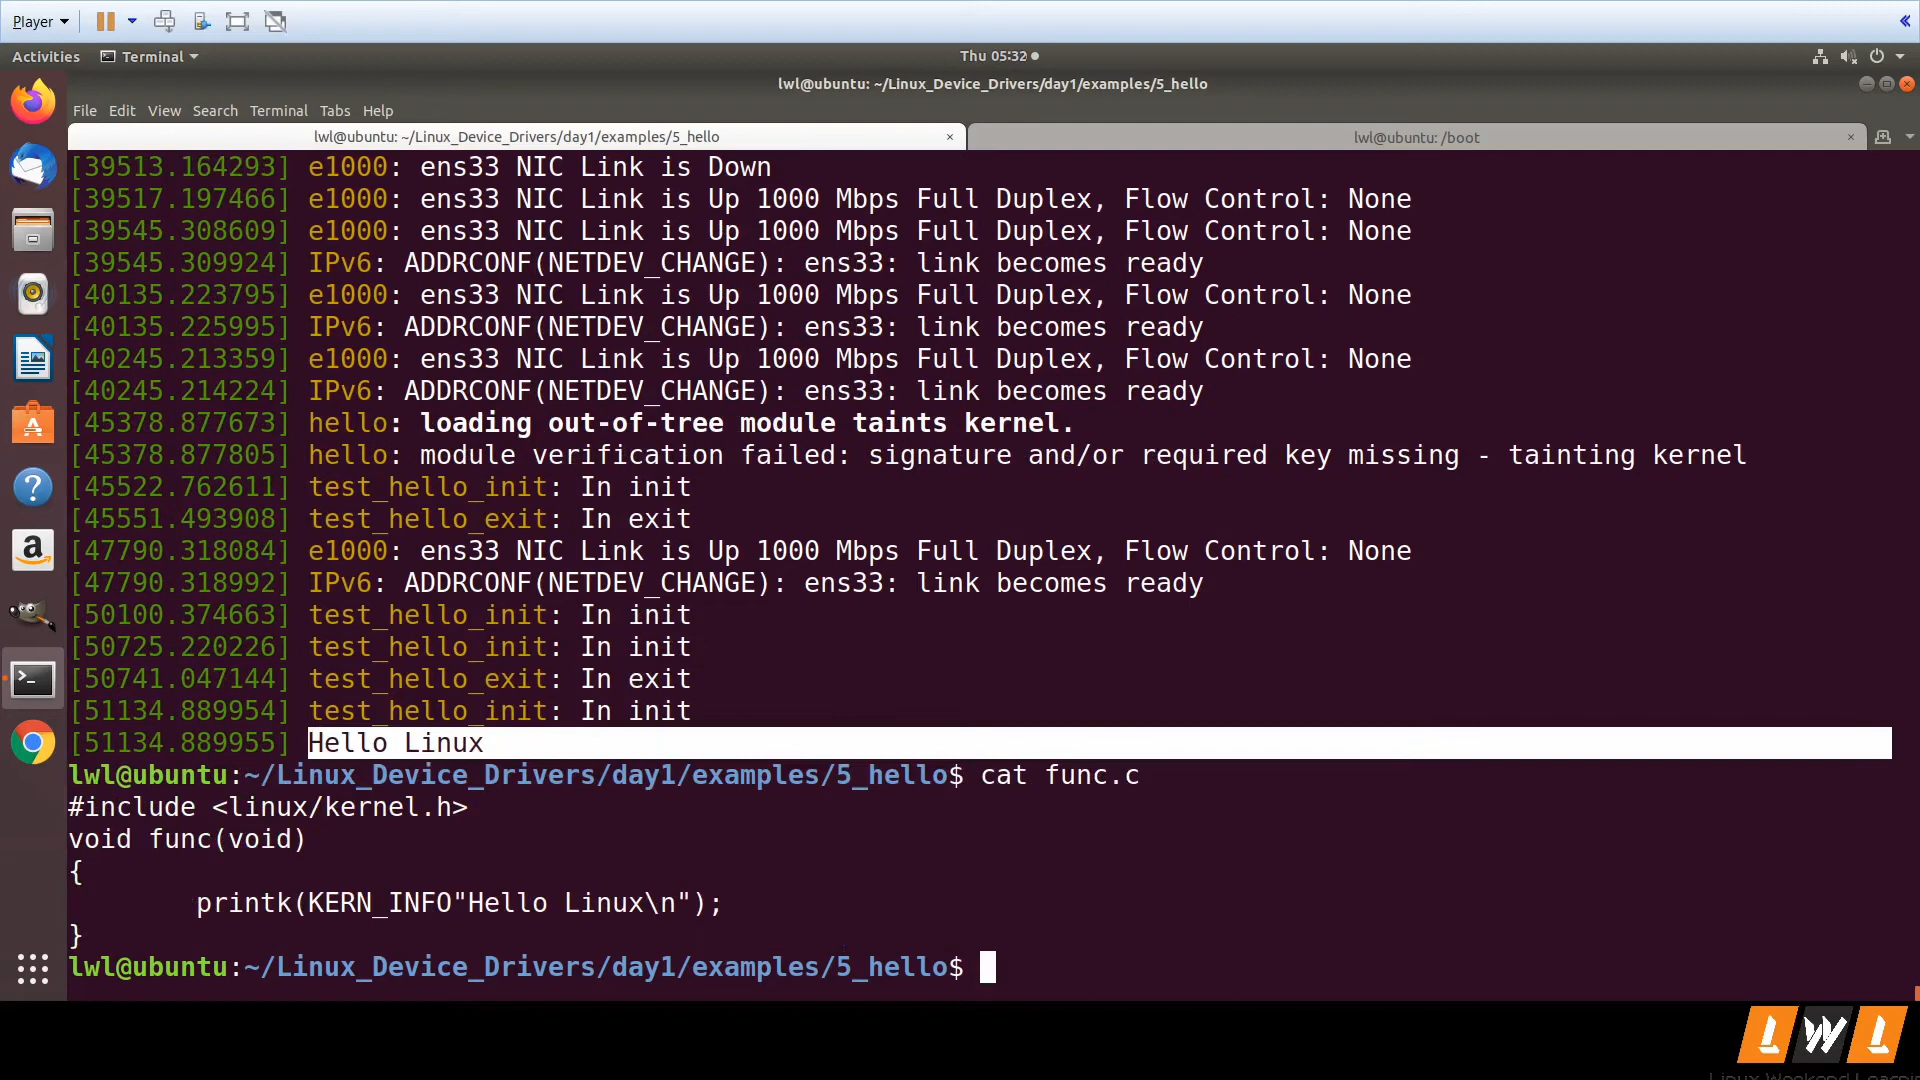 Player
Activities
Terminal
Thu 05:32
lwl@ubuntu: ~/Linux_Device_Drivers/day1/examples/5_hello
File Edit View Search Terminal Tabs Help
lwl@ubuntu: ~/Linux_Device_Drivers/day1/examples/5_hello × lwl@ubuntu: /boot ×
[39513.164293] e1000: ens33 NIC Link is Down
[39517.197466] e1000: ens33 NIC Link is Up 1000 Mbps Full Duplex, Flow Control: None
[39545.308609] e1000: ens33 NIC Link is Up 1000 Mbps Full Duplex, Flow Control: None
[39545.309924] IPv6: ADDRCONF(NETDEV_CHANGE): ens33: link becomes ready
[40135.223795] e1000: ens33 NIC Link is Up 1000 Mbps Full Duplex, Flow Control: None
[40135.225995] IPv6: ADDRCONF(NETDEV_CHANGE): ens33: link becomes ready
[40245.213359] e1000: ens33 NIC Link is Up 1000 Mbps Full Duplex, Flow Control: None
[40245.214224] IPv6: ADDRCONF(NETDEV_CHANGE): ens33: link becomes ready
[45378.877673] hello: loading out-of-tree module taints kernel.
[45378.877805] hello: module verification failed: signature and/or required key missing - tainting kernel
[45522.762611] test_hello_init: In init
[45551.493908] test_hello_exit: In exit
[47790.318084] e1000: ens33 NIC Link is Up 1000 Mbps Full Duplex, Flow Control: None
[47790.318992] IPv6: ADDRCONF(NETDEV_CHANGE): ens33: link becomes ready
[50100.374663] test_hello_init: In init
[50725.220226] test_hello_init: In init
[50741.047144] test_hello_exit: In exit
[51134.889954] test_hello_init: In init
[51134.889955] Hello Linux
lwl@ubuntu:~/Linux_Device_Drivers/day1/examples/5_hello$ cat func.c
#include <linux/kernel.h>
void func(void)
{
        printk(KERN_INFO"Hello Linux\n");
}
lwl@ubuntu:~/Linux_Device_Drivers/day1/examples/5_hello$
LWL